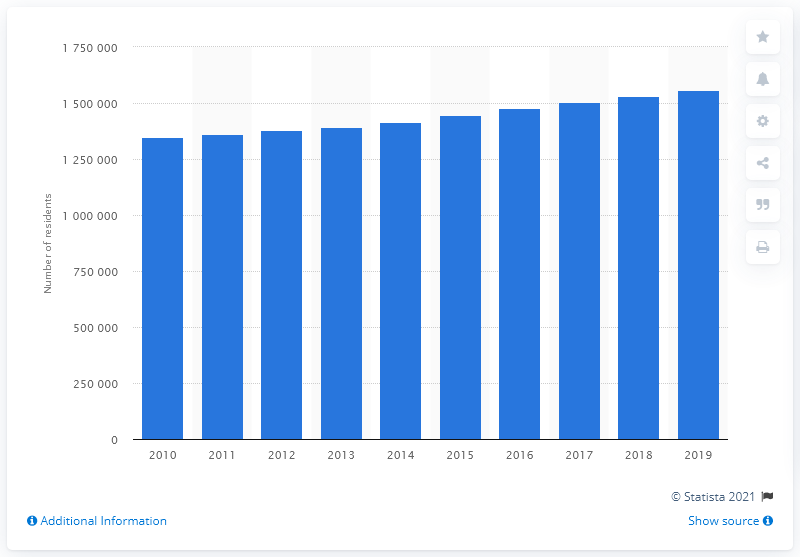 1 750 000
1 500 000
1 250 000
1 000 000
750 000
500 000
250 000
0
Number of residents
2010 2011 2012 2013 2014 2015 2016 2017 2018 2019
© Statista 2021
Additional Information Show source